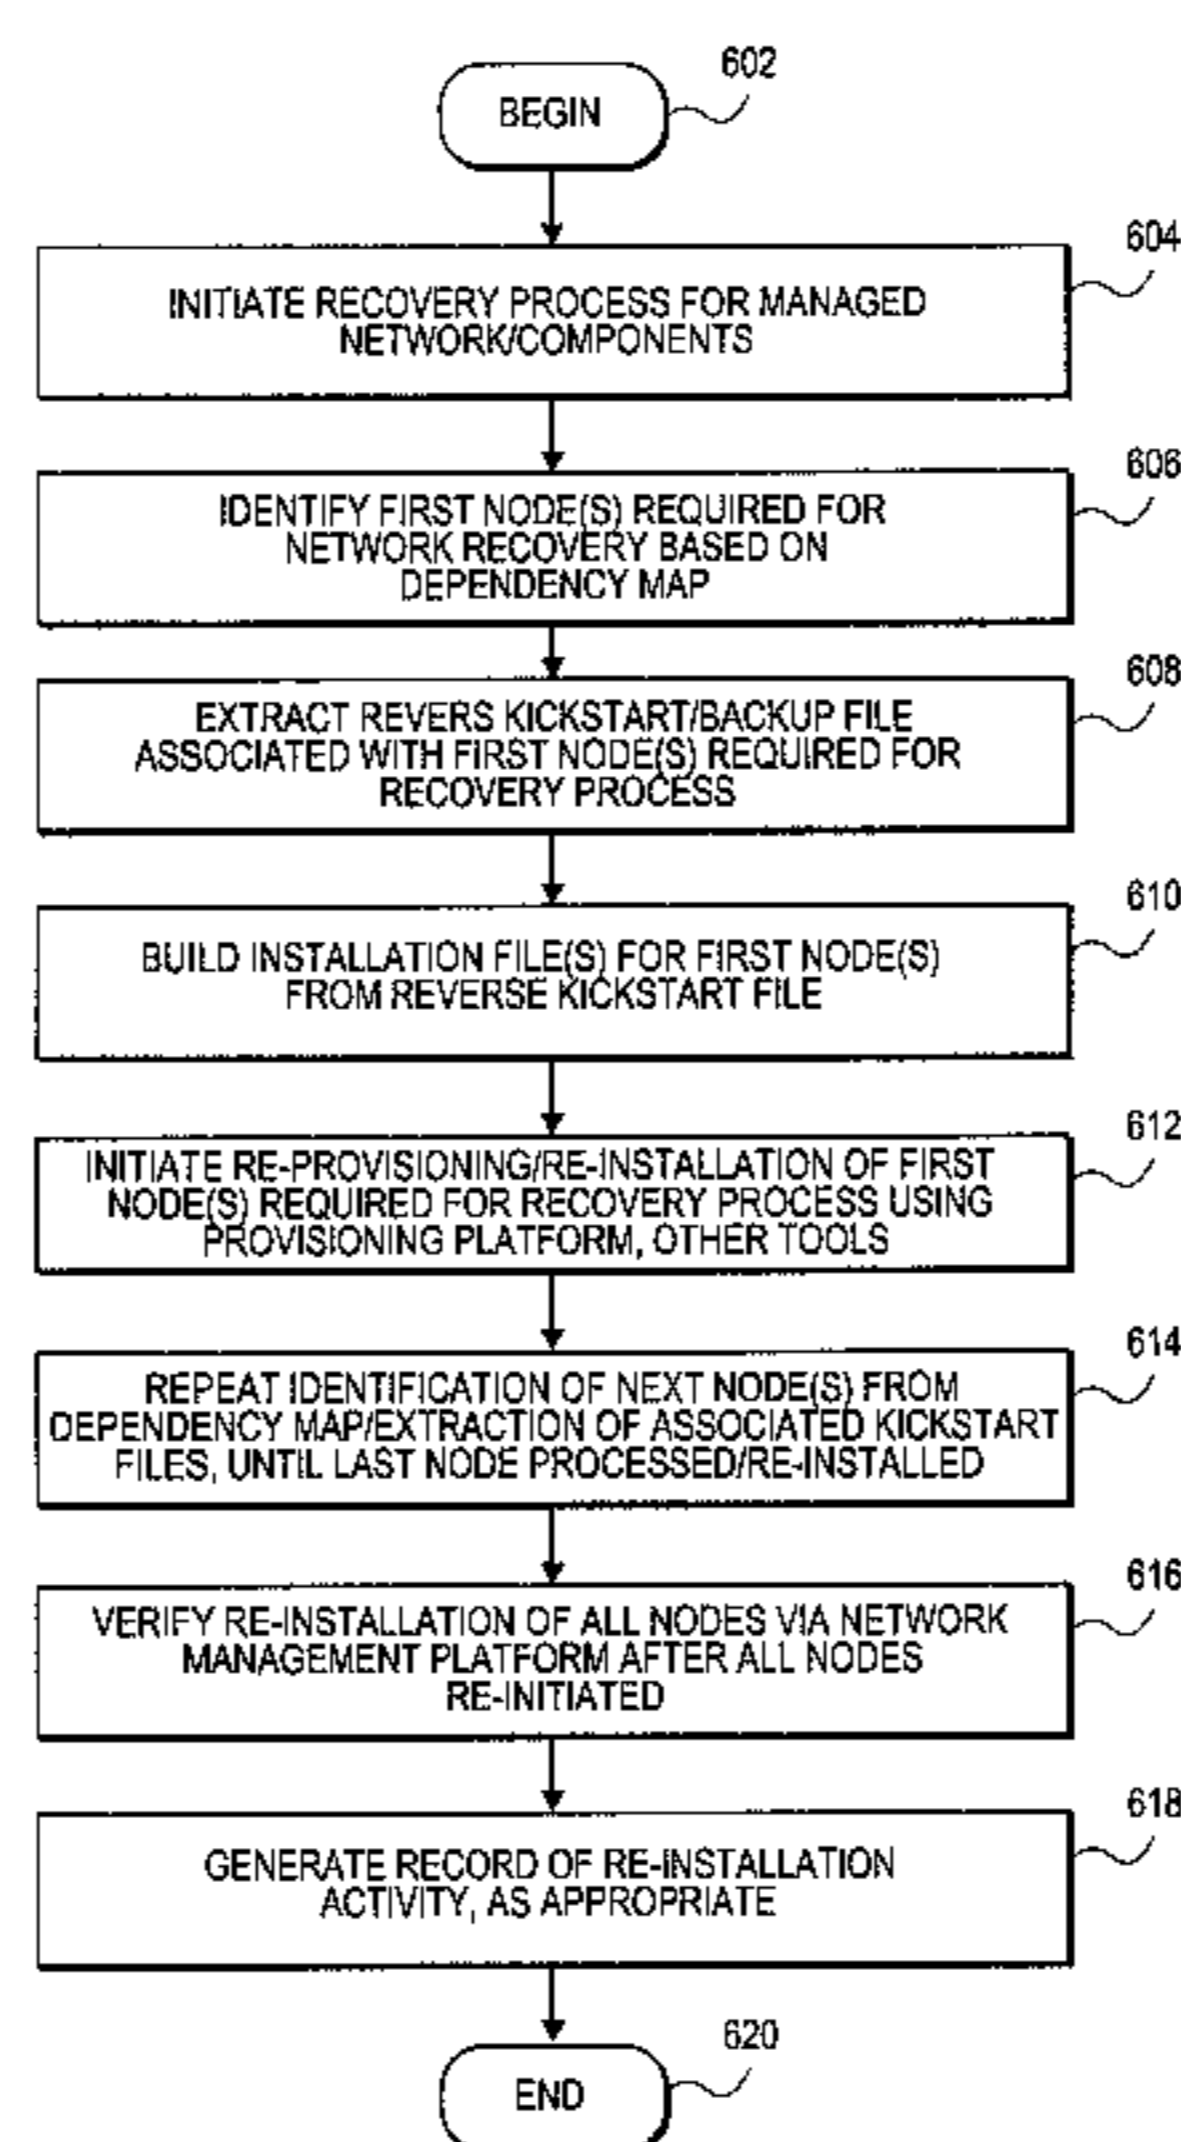 602
BEGIN
604
INITIATE RECOVERY PROCESS FOR MANAGED
NETWORK/COMPONENTS
606
IDENTIFY FIRST NODE(S) REQUIRED FOR
NETWORK RECOVERY BASED ON
DEPENDENCY MAP
608
EXTRACT REVERS KICKSTART/BACKUP FILE
ASSOCIATED WITH FIRST NODE(S) REQUIRED FOR
RECOVERY PROCESS
610
BUILD INSTALLATION FILE(S) FOR FIRST NODE(S)
FROM REVERSE KICKSTART FILE
612
INITIATE RE-PROVISIONING/RE-INSTALLATION OF FIRST
NODE(S) REQUIRED FOR RECOVERY PROCESS USING
PROVISIONING PLATFORM, OTHER TOOLS
614
REPEAT IDENTIFICATION OF NEXT NODE(S) FROM
DEPENDENCY MAP/EXTRACTION OF ASSOCIATED KICKSTART
FILES, UNTIL LAST NODE PROCESSED/RE-INSTALLED
616
VERIFY RE-INSTALLATION OF ALL NODES VIA NETWORK
MANAGEMENT PLATFORM AFTER ALL NODES
RE-INITIATED
618
GENERATE RECORD OF RE-INSTALLATION
ACTIVITY, AS APPROPRIATE
620
END